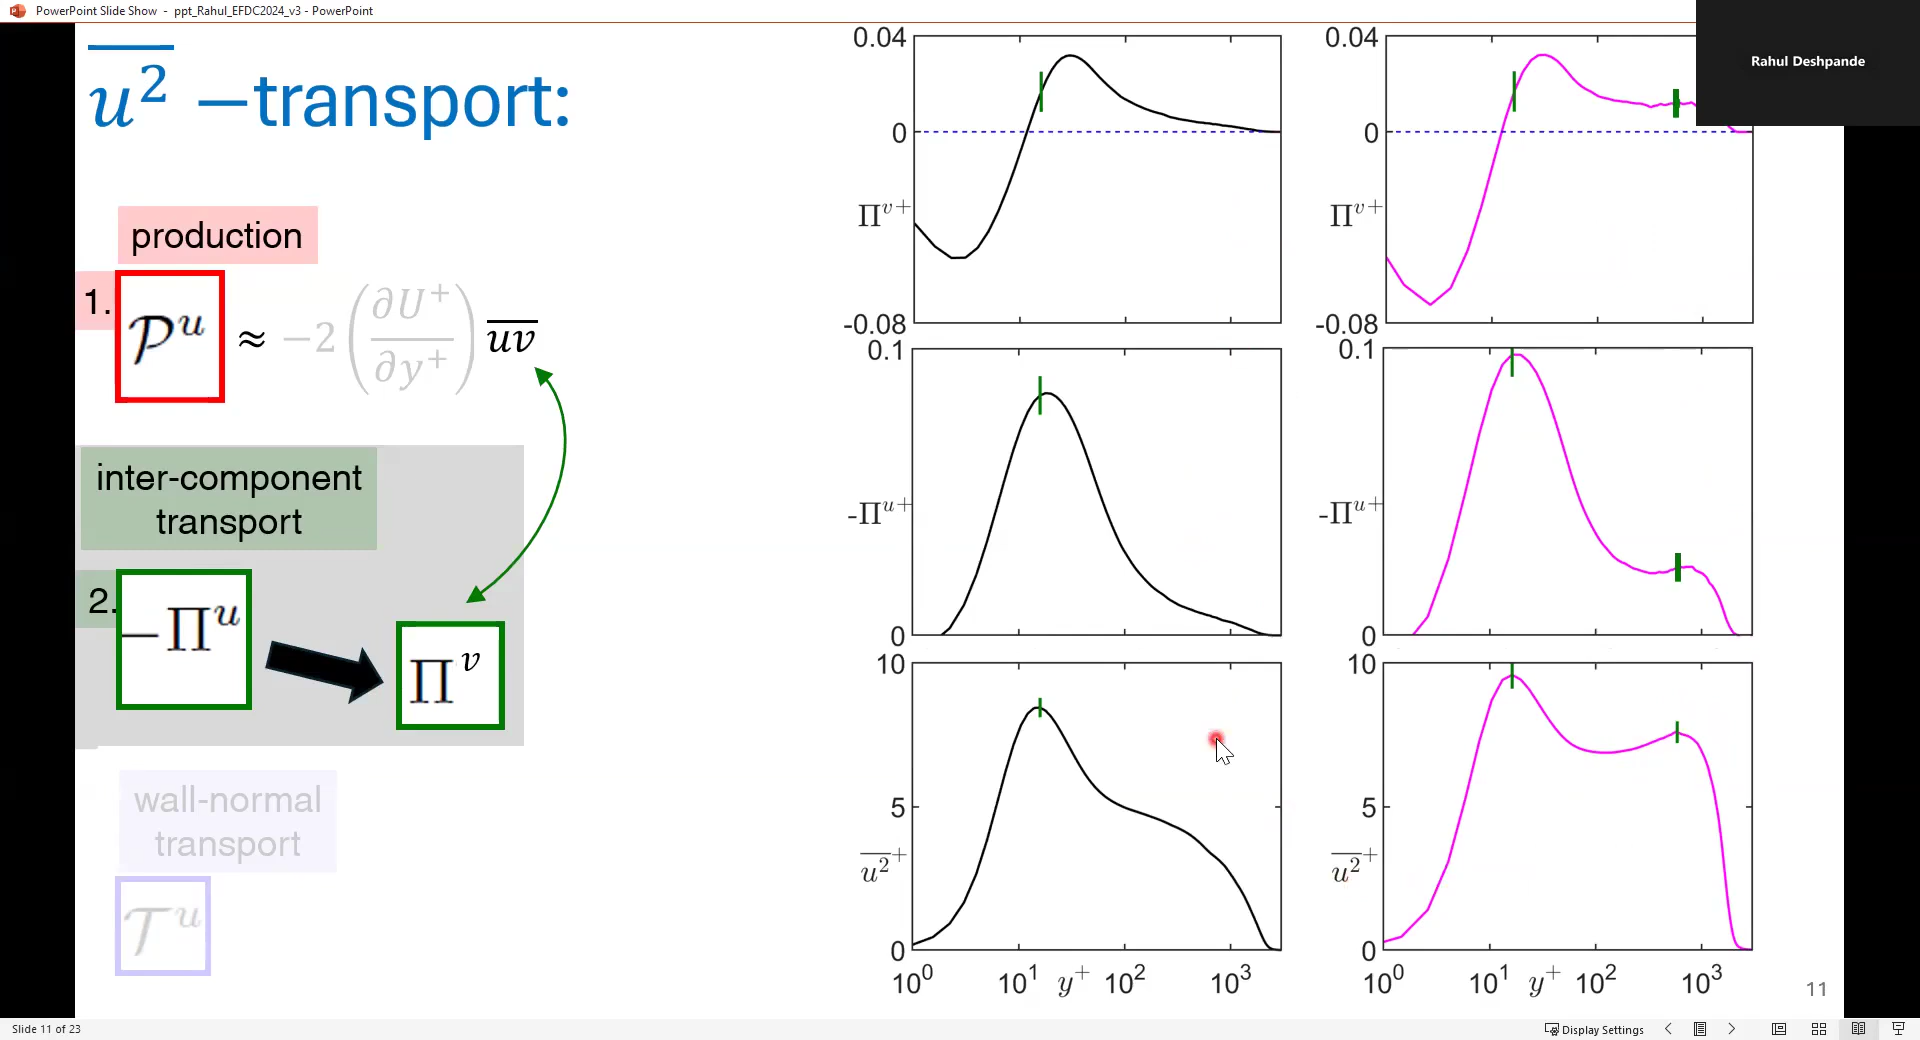 PowerPoint Slide Show - ppt_Rahul_EFDC2024_v3 - PowerPoint
Rahul Deshpande
u² –transport:
production
1. 𝒫ᵘ ≈ −2 (∂U⁺/∂y⁺) uv
inter-component
transport
2. −Πᵘ
Πᵛ
wall-normal
transport
𝒯ᵘ
0.04
0
Πᵛ⁺
-0.08
0.04
0
Πᵛ⁺
-0.08
0.1
-Πᵘ⁺
0
0.1
-Πᵘ⁺
0
10
5
u²⁺
0
10⁰ 10¹ y⁺ 10² 10³
10
5
u²⁺
0
10⁰ 10¹ y⁺ 10² 10³
11
Slide 11 of 23
Display Settings